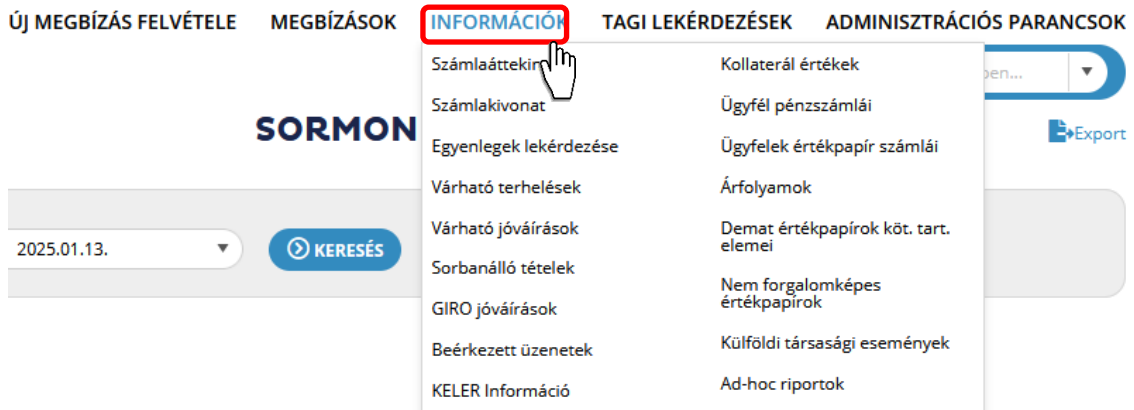 ÚJ MEGBÍZÁS FELVÉTELE MEGBÍZÁSOK INFORMÁCIÓK TAGI LEKÉRDEZÉSEK ADMINISZTRÁCIÓS PARANCSOK
Számlakivonat
Egyenlegek lekérdezése
Várható terhelések
Várható jóváírások
Sorbanálló tételek
GIRO jóváírások
Beérkezett üzenetek
KELER Információ
Kollaterál értékek
Ügyfél pénzszámlái
Ügyfelek értékpapír számlái
Árfolyamok
Demat értékpapírok köt. tart.
elemei
Nem forgalomképes
értékpapírok
Külföldi társasági események
Ad-hoc riportok
SORMON
Export
2025.01.13.
KERESÉS